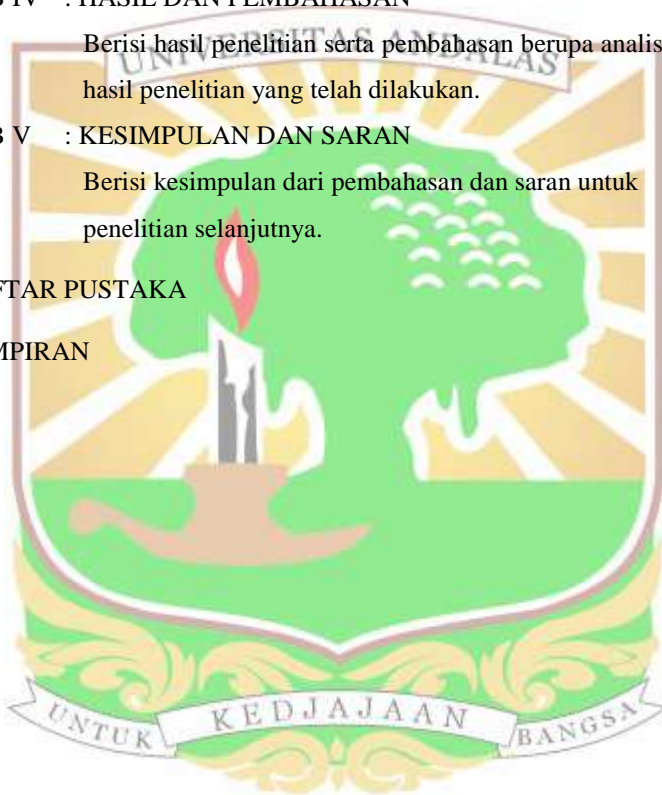 B IV : HASIL DAN PEMBAHASAN
UNIVERSITAS ANDALAS
Berisi hasil penelitian serta pembahasan berupa analis
hasil penelitian yang telah dilakukan.
B V : KESIMPULAN DAN SARAN
Berisi kesimpulan dari pembahasan dan saran untuk
penelitian selanjutnya.
FTAR PUSTAKA
MPIRAN
UNTUK KEDJAJAAN BANGSA